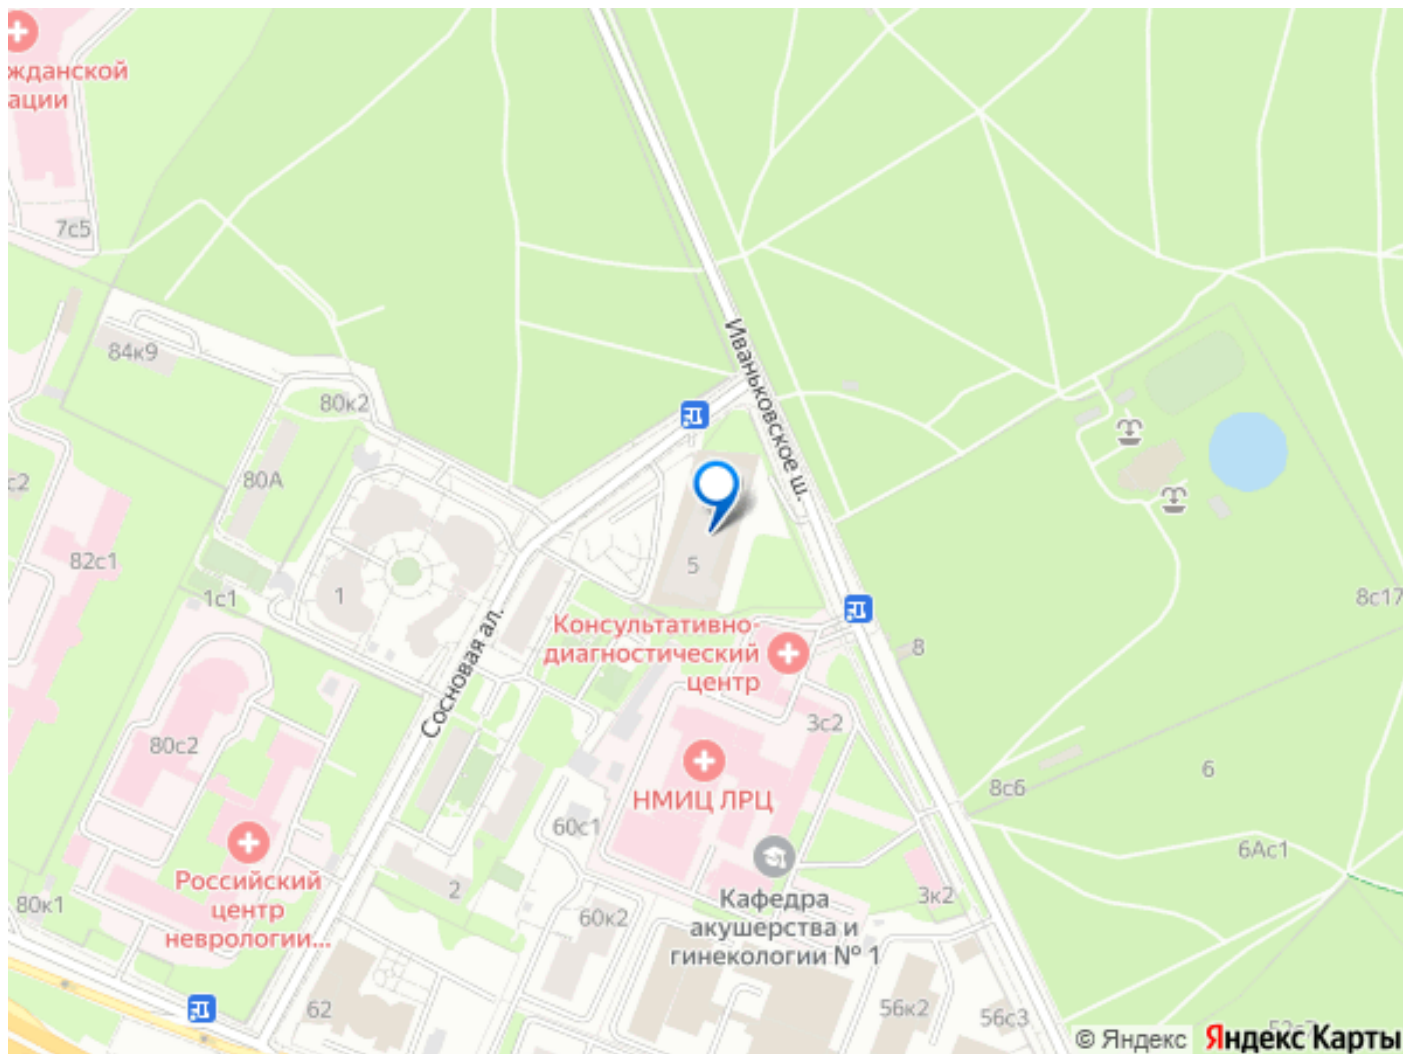 жданской
ации
7с5
84к9
80к2
80А
с2
82с1
1с1
1
Иваньковское ш.
5
Сосновая ал.
Консультативно-
диагностический
центр
8
8с17
80с2
3с2
НМИЦ ЛРЦ
8с6
6
60с1
6Ас1
Российский
центр
неврологии...
80к1
2
60к2
Кафедра
акушерства и
гинекологии № 1
3к2
62
56к2
56с3
© Яндекс
Яндекс Карты